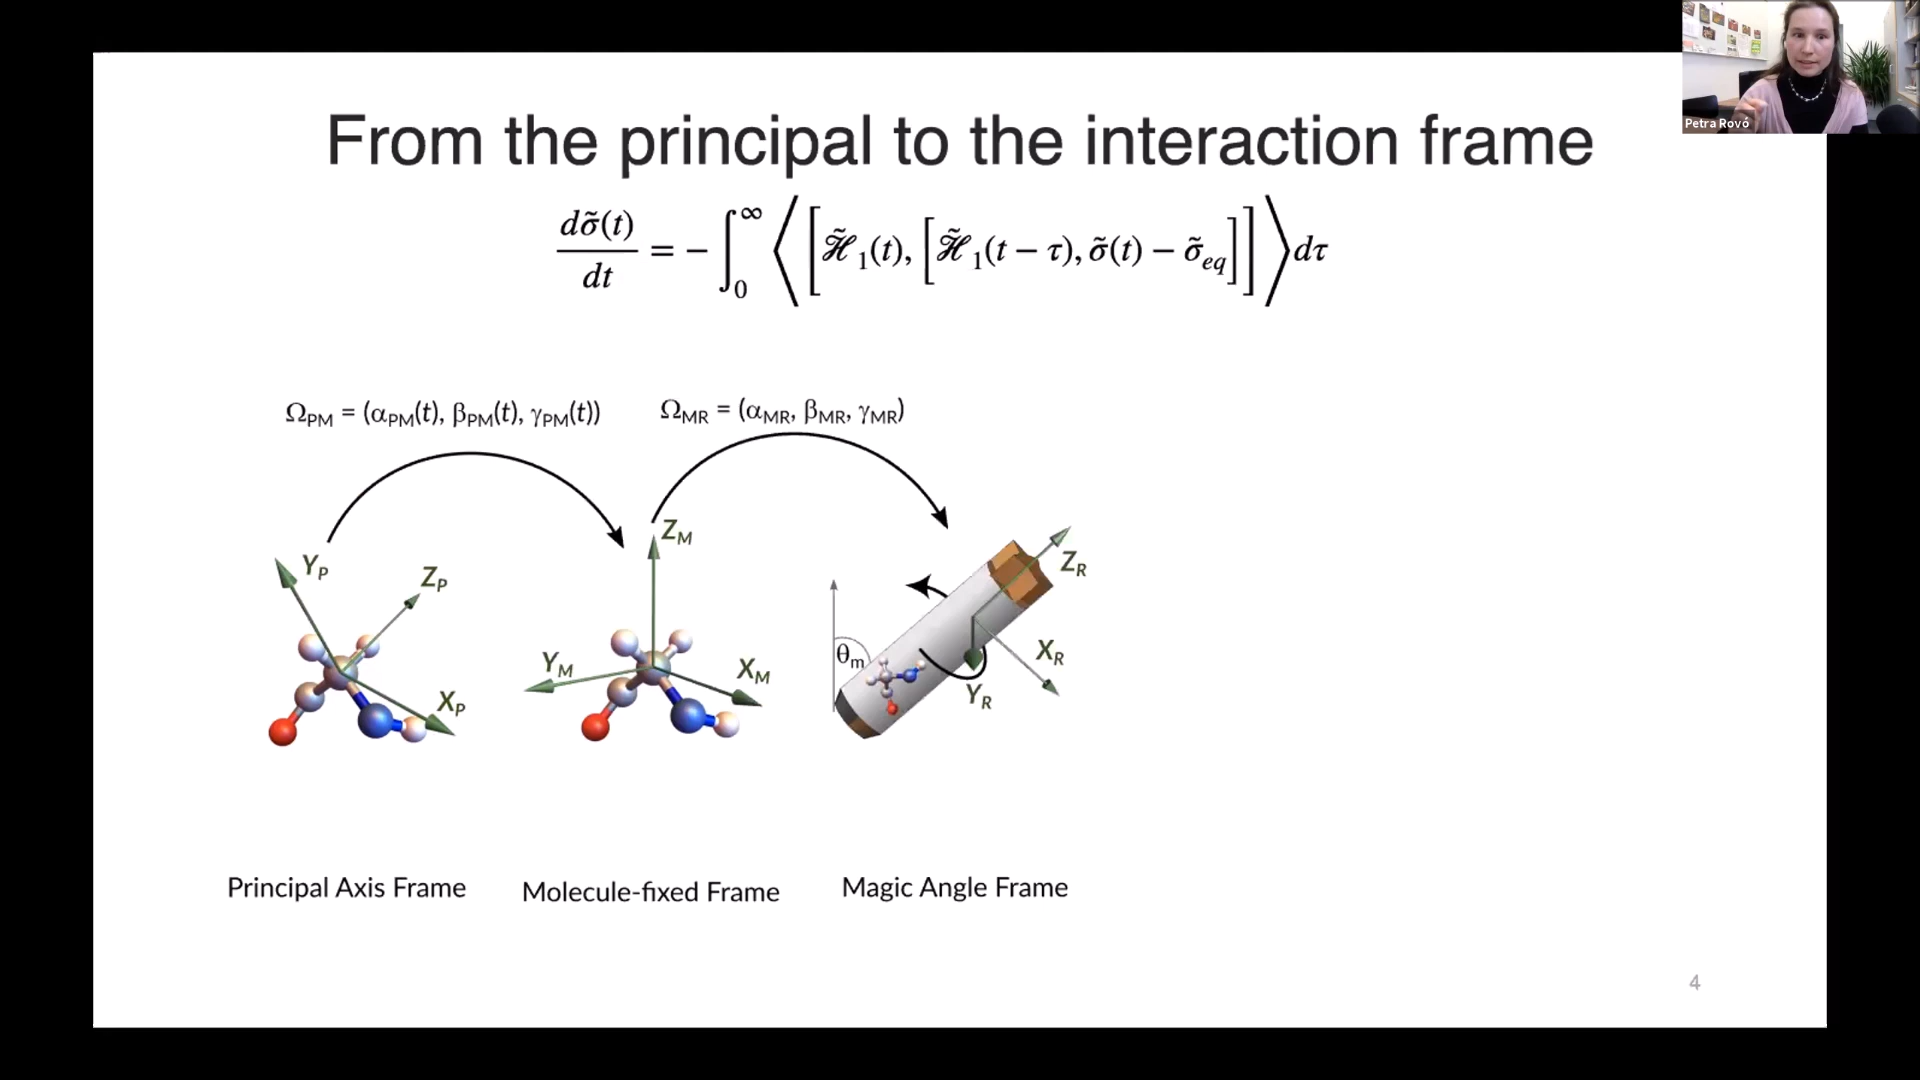 From the principal to the interaction frame
dσ̃(t)/dt = − ∫₀^∞ ⟨[ℋ̃₁(t), [ℋ̃₁(t − τ), σ̃(t) − σ̃_eq]]⟩dτ
Ω_PM = (α_PM(t), β_PM(t), γ_PM(t))
Ω_MR = (α_MR, β_MR, γ_MR)
Y_P
Z_P
X_P
Z_M
Y_M
X_M
θ_m
Z_R
X_R
Y_R
Principal Axis Frame
Molecule-fixed Frame
Magic Angle Frame
4
Petra Rovó